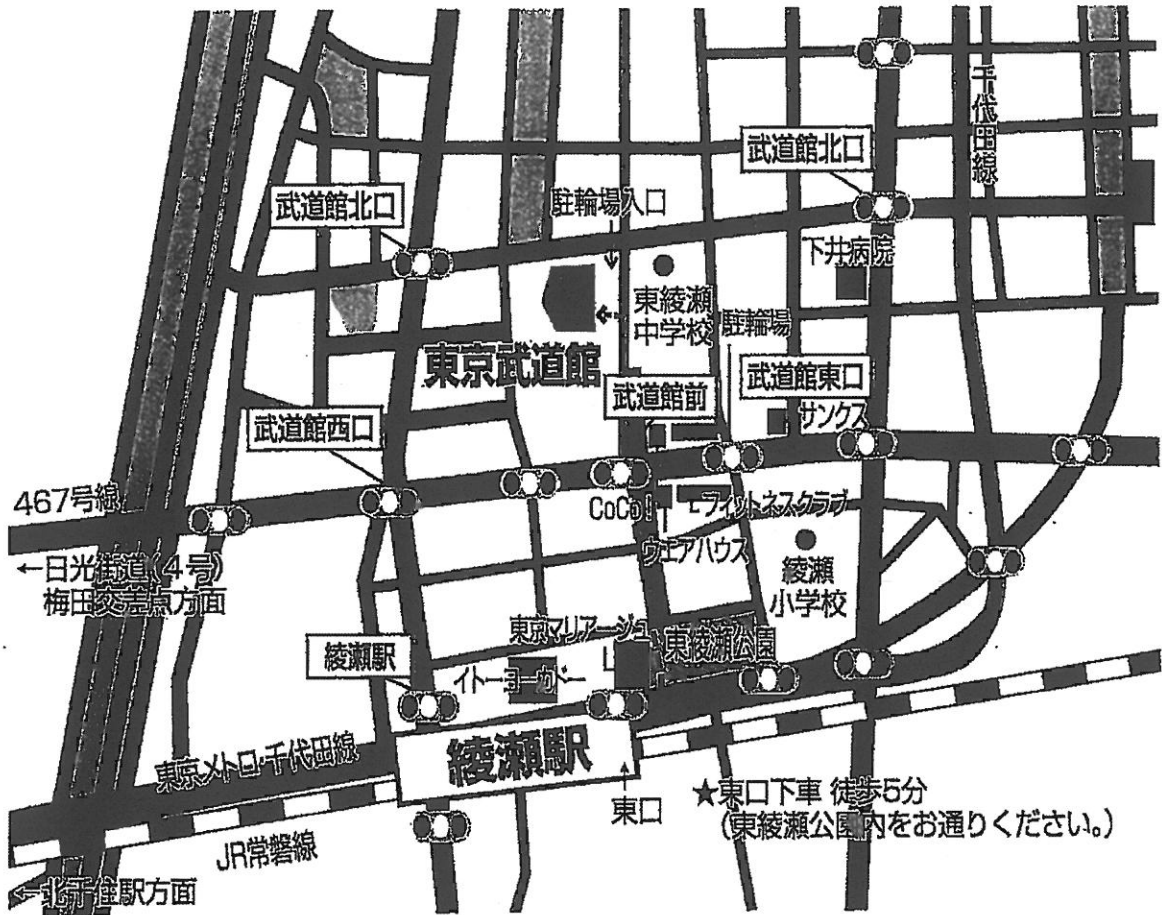 千代田線
武道館北口
武道館北口
駐輪場入口
下井病院
東綾瀬
中学校
駐輪場
東京武道館
武道館前
武道館東口
サンクス
武道館西口
467号線
CoCo!
フィットネスクラブ
ウエアハウス
←日光街道(4号)
梅田交差点方面
綾瀬
小学校
東京マリアージュ
東綾瀬公園
綾瀬駅
イトーヨーカドー
東京メトロ・千代田線
綾瀬駅
↑
東口
★東口下車 徒歩5分
(東綾瀬公園内をお通りください。)
JR常磐線
←北千住駅方面